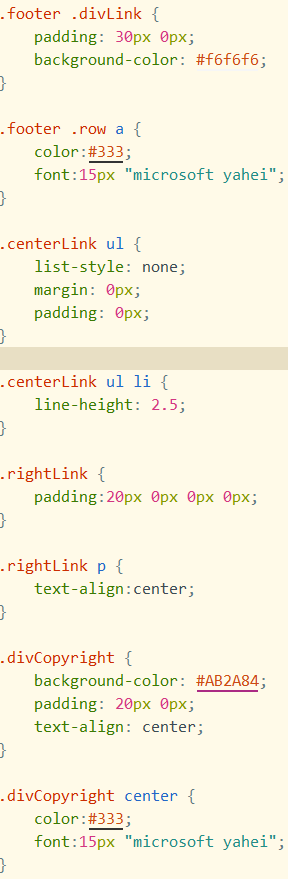 .footer .divLink {
    padding: 30px 0px;
    background-color: #f6f6f6;
}

.footer .row a {
    color:#333;
    font:15px "microsoft yahei";
}

.centerLink ul {
    list-style: none;
    margin: 0px;
    padding: 0px;
}

.centerLink ul li {
    line-height: 2.5;
}

.rightLink {
    padding:20px 0px 0px 0px;
}

.rightLink p {
    text-align:center;
}

.divCopyright {
    background-color: #AB2A84;
    padding: 20px 0px;
    text-align: center;
}

.divCopyright center {
    color:#333;
    font:15px "microsoft yahei";
}